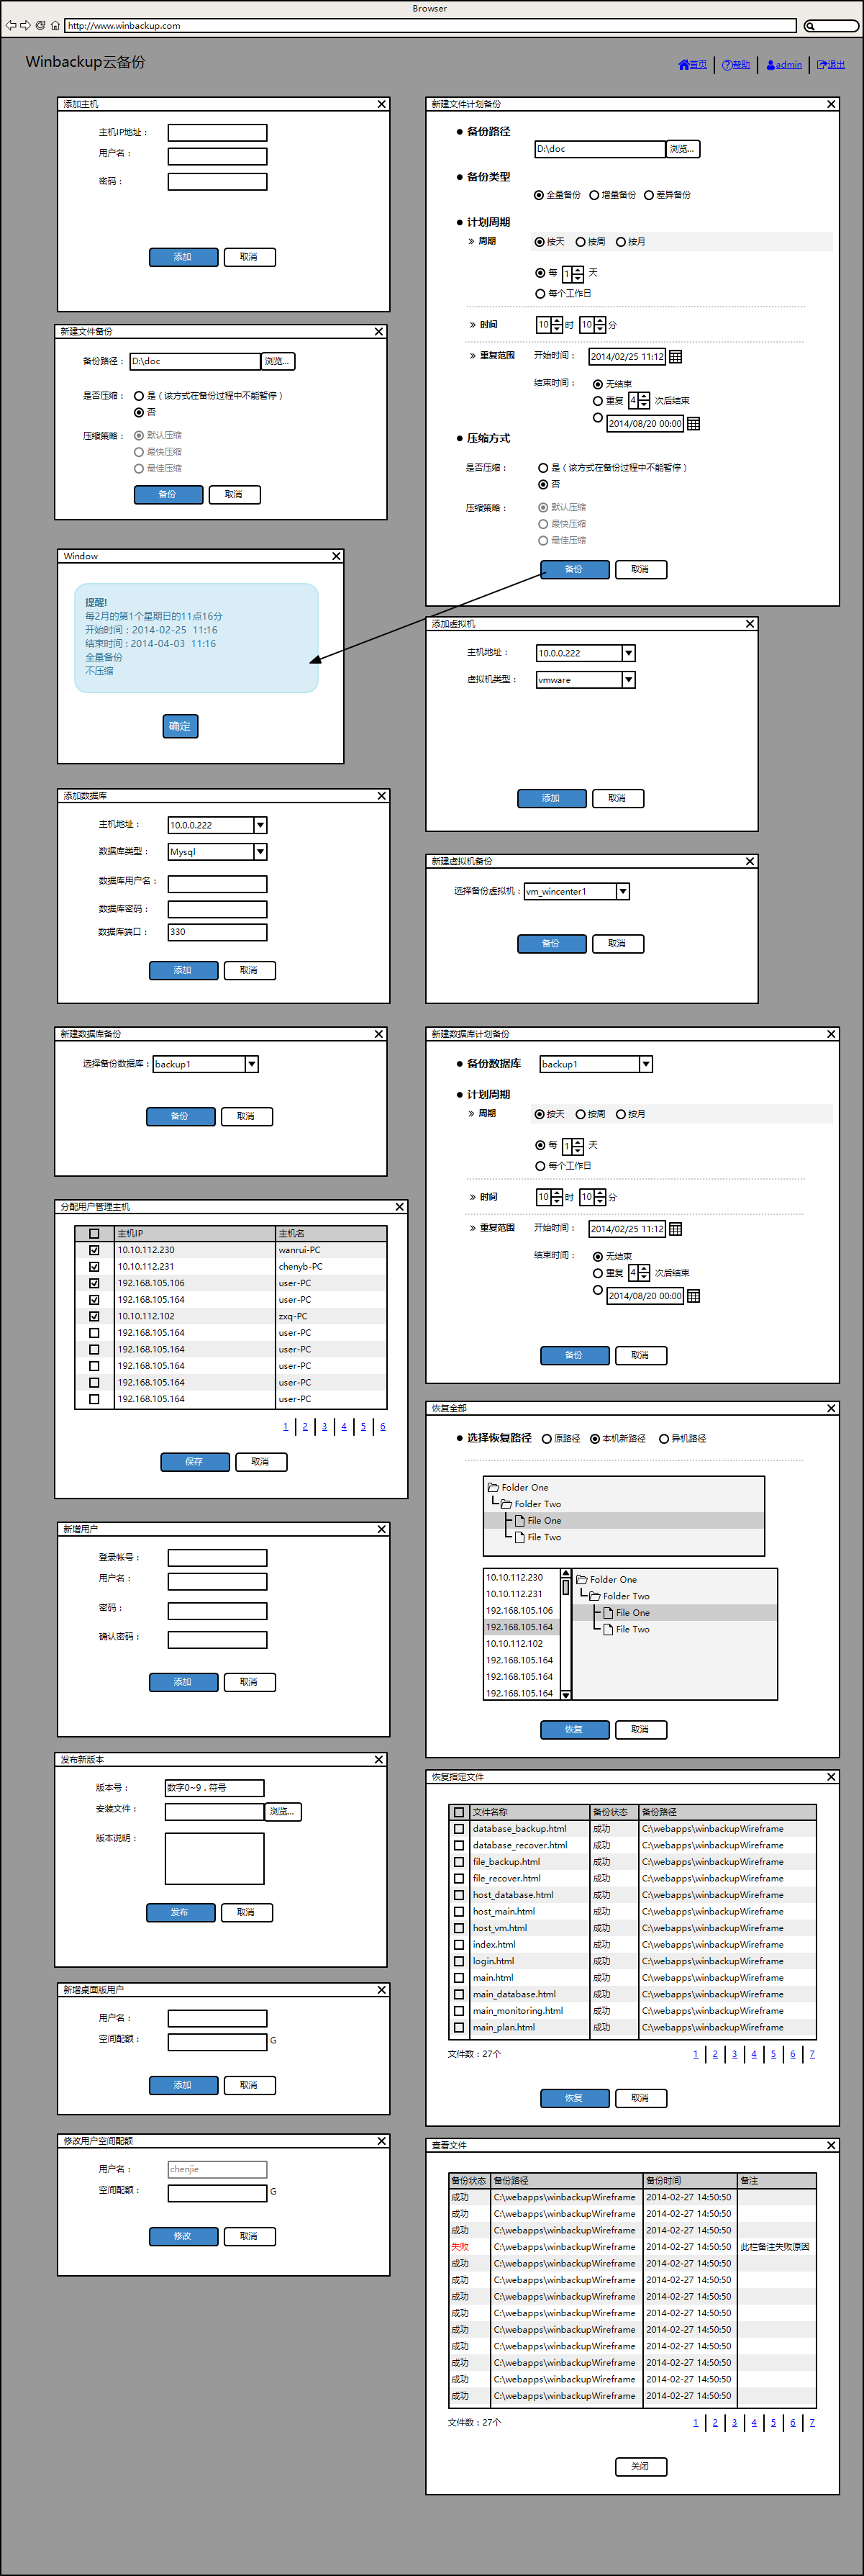 Browser
http://www.winbackup.com
Winbackup云备份
首页 帮助 admin 退出
添加主机
主机IP地址：
用户名：
密码：
添加 取消
新建文件备份
备份路径： D:\doc 浏览...
是否压缩： 是（该方式在备份过程中不能暂停）
否
压缩策略： 默认压缩
最快压缩
最佳压缩
备份 取消
Window
提醒!
每2月的第1个星期日的11点16分
开始时间：2014-02-25 11:16
结束时间：2014-04-03 11:16
全量备份
不压缩
确定
添加数据库
主机地址： 10.0.0.222
数据库类型： Mysql
数据库用户名：
数据库密码：
数据库端口： 330
添加 取消
新建数据库备份
选择备份数据库： backup1
备份 取消
分配用户管理主机
主机IP 主机名
10.10.112.230 wanrui-PC
10.10.112.231 chenyb-PC
192.168.105.106 user-PC
192.168.105.164 user-PC
10.10.112.102 zxq-PC
192.168.105.164 user-PC
192.168.105.164 user-PC
192.168.105.164 user-PC
192.168.105.164 user-PC
192.168.105.164 user-PC
1 2 3 4 5 6
保存 取消
新增用户
登录帐号：
用户名：
密码：
确认密码：
添加 取消
发布新版本
版本号： 数字0~9 . 符号
安装文件： 浏览...
版本说明：
发布 取消
新增桌面版用户
用户名：
空间配额： G
添加 取消
修改用户空间配额
用户名： chenjie
空间配额： G
修改 取消
新建文件计划备份
备份路径
D:\doc 浏览...
备份类型
全量备份 增量备份 差异备份
计划周期
周期 按天 按周 按月
每 1 天
每个工作日
时间 10 时 10 分
重复范围 开始时间： 2014/02/25 11:12
结束时间： 无结束
重复 4 次后结束
2014/08/20 00:00
压缩方式
是否压缩： 是（该方式在备份过程中不能暂停）
否
压缩策略： 默认压缩
最快压缩
最佳压缩
备份 取消
添加虚拟机
主机地址： 10.0.0.222
虚拟机类型： vmware
添加 取消
新建虚拟机备份
选择备份虚拟机： vm_wincenter1
备份 取消
新建数据库计划备份
备份数据库 backup1
计划周期
周期 按天 按周 按月
每 1 天
每个工作日
时间 10 时 10 分
重复范围 开始时间： 2014/02/25 11:12
结束时间： 无结束
重复 4 次后结束
2014/08/20 00:00
备份 取消
恢复全部
选择恢复路径 原路径 本机新路径 异机路径
Folder One
Folder Two
File One
File Two
10.10.112.230 Folder One
10.10.112.231 Folder Two
192.168.105.106 File One
192.168.105.164 File Two
10.10.112.102
192.168.105.164
192.168.105.164
192.168.105.164
恢复 取消
恢复指定文件
文件名称 备份状态 备份路径
database_backup.html 成功 C:\webapps\winbackupWireframe
database_recover.html 成功 C:\webapps\winbackupWireframe
file_backup.html 成功 C:\webapps\winbackupWireframe
file_recover.html 成功 C:\webapps\winbackupWireframe
host_database.html 成功 C:\webapps\winbackupWireframe
host_main.html 成功 C:\webapps\winbackupWireframe
host_vm.html 成功 C:\webapps\winbackupWireframe
index.html 成功 C:\webapps\winbackupWireframe
login.html 成功 C:\webapps\winbackupWireframe
main.html 成功 C:\webapps\winbackupWireframe
main_database.html 成功 C:\webapps\winbackupWireframe
main_monitoring.html 成功 C:\webapps\winbackupWireframe
main_plan.html 成功 C:\webapps\winbackupWireframe
文件数：27个 1 2 3 4 5 6 7
恢复 取消
查看文件
备份状态 备份路径 备份时间 备注
成功 C:\webapps\winbackupWireframe 2014-02-27 14:50:50
成功 C:\webapps\winbackupWireframe 2014-02-27 14:50:50
成功 C:\webapps\winbackupWireframe 2014-02-27 14:50:50
失败 C:\webapps\winbackupWireframe 2014-02-27 14:50:50 此栏备注失败原因
成功 C:\webapps\winbackupWireframe 2014-02-27 14:50:50
成功 C:\webapps\winbackupWireframe 2014-02-27 14:50:50
成功 C:\webapps\winbackupWireframe 2014-02-27 14:50:50
成功 C:\webapps\winbackupWireframe 2014-02-27 14:50:50
成功 C:\webapps\winbackupWireframe 2014-02-27 14:50:50
成功 C:\webapps\winbackupWireframe 2014-02-27 14:50:50
成功 C:\webapps\winbackupWireframe 2014-02-27 14:50:50
成功 C:\webapps\winbackupWireframe 2014-02-27 14:50:50
成功 C:\webapps\winbackupWireframe 2014-02-27 14:50:50
文件数：27个 1 2 3 4 5 6 7
关闭